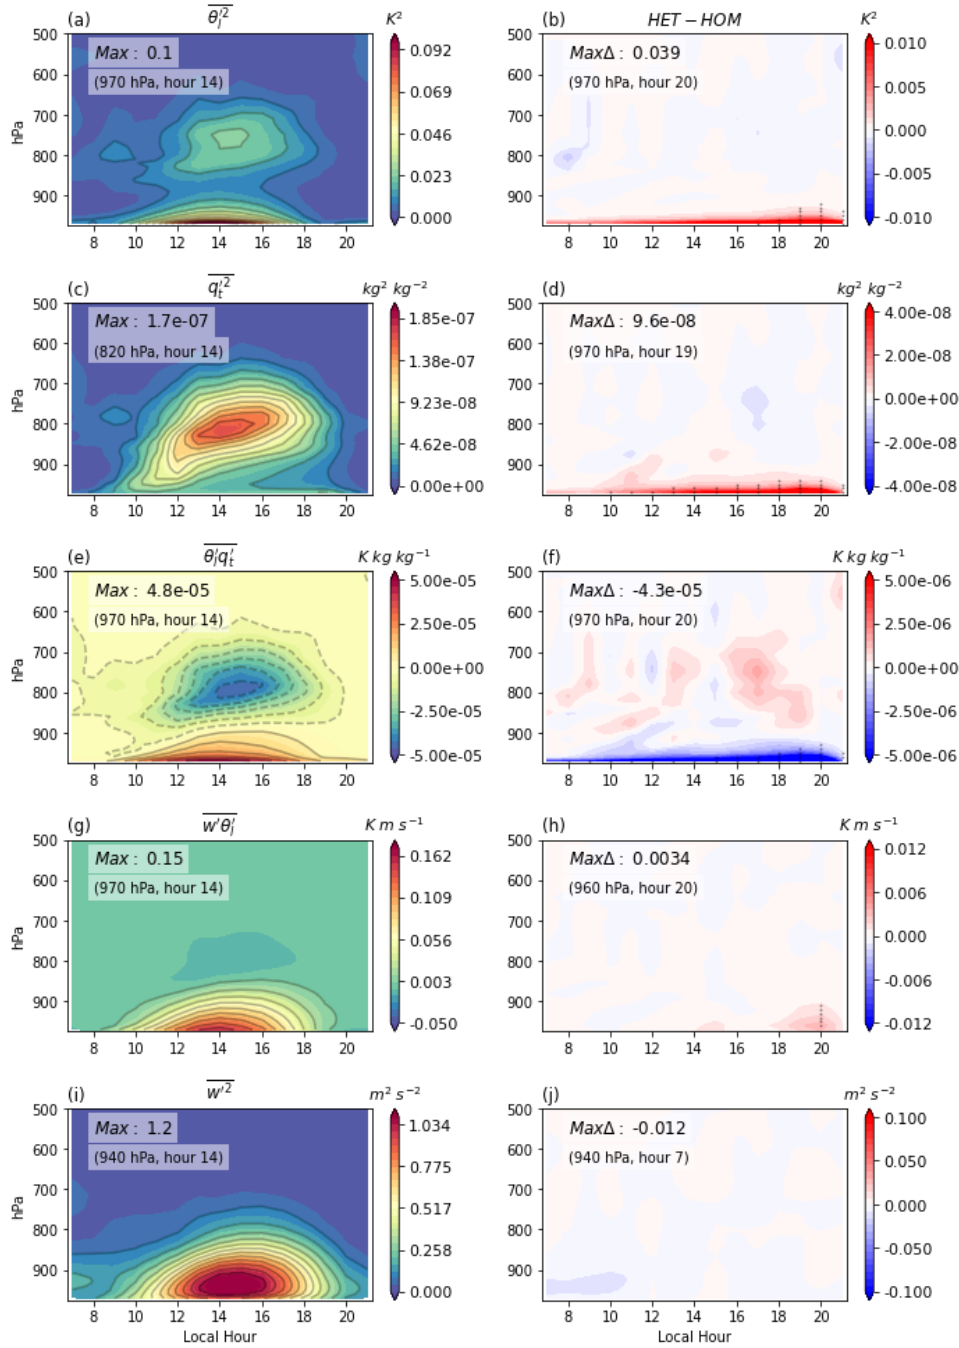 (a) $\overline{\theta_l'^2}$ K²
Max : 0.1
(970 hPa, hour 14)
500
600
700
800
900
hPa
8 10 12 14 16 18 20
0.092
0.069
0.046
0.023
0.000
(b) HET − HOM K²
MaxΔ : 0.039
(970 hPa, hour 20)
500
600
700
800
900
8 10 12 14 16 18 20
0.010
0.005
0.000
-0.005
-0.010
(c) $\overline{q_t'^2}$ kg² kg⁻²
Max : 1.7e-07
(820 hPa, hour 14)
500
600
700
800
900
hPa
8 10 12 14 16 18 20
1.85e-07
1.38e-07
9.23e-08
4.62e-08
0.00e+00
(d) kg² kg⁻²
MaxΔ : 9.6e-08
(970 hPa, hour 19)
500
600
700
800
900
8 10 12 14 16 18 20
4.00e-08
2.00e-08
0.00e+00
-2.00e-08
-4.00e-08
(e) $\overline{\theta_l' q_t'}$ K kg kg⁻¹
Max : 4.8e-05
(970 hPa, hour 14)
500
600
700
800
900
hPa
8 10 12 14 16 18 20
5.00e-05
2.50e-05
0.00e+00
-2.50e-05
-5.00e-05
(f) K kg kg⁻¹
MaxΔ : -4.3e-05
(970 hPa, hour 20)
500
600
700
800
900
8 10 12 14 16 18 20
5.00e-06
2.50e-06
0.00e+00
-2.50e-06
-5.00e-06
(g) $\overline{w'\theta_l'}$ K m s⁻¹
Max : 0.15
(970 hPa, hour 14)
500
600
700
800
900
hPa
8 10 12 14 16 18 20
0.162
0.109
0.056
0.003
-0.050
(h) K m s⁻¹
MaxΔ : 0.0034
(960 hPa, hour 20)
500
600
700
800
900
8 10 12 14 16 18 20
0.012
0.006
0.000
-0.006
-0.012
(i) $\overline{w'^2}$ m² s⁻²
Max : 1.2
(940 hPa, hour 14)
500
600
700
800
900
hPa
8 10 12 14 16 18 20
Local Hour
1.034
0.775
0.517
0.258
0.000
(j) m² s⁻²
MaxΔ : -0.012
(940 hPa, hour 7)
500
600
700
800
900
8 10 12 14 16 18 20
Local Hour
0.100
0.050
0.000
-0.050
-0.100